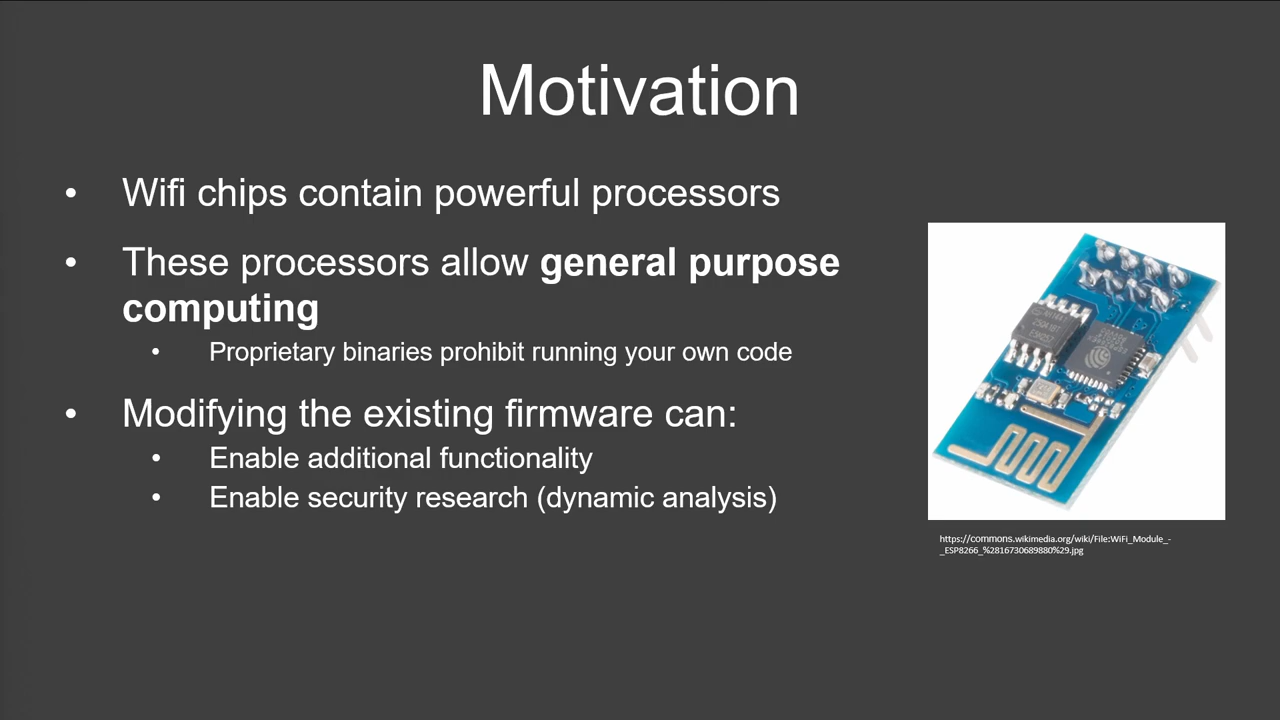 Motivation
• Wifi chips contain powerful processors
• These processors allow general purpose
computing
• Proprietary binaries prohibit running your own code
• Modifying the existing firmware can:
• Enable additional functionality
• Enable security research (dynamic analysis)
https://commons.wikimedia.org/wiki/File:WiFi_Module_-
_ESP8266_%2816730689880%29.jpg